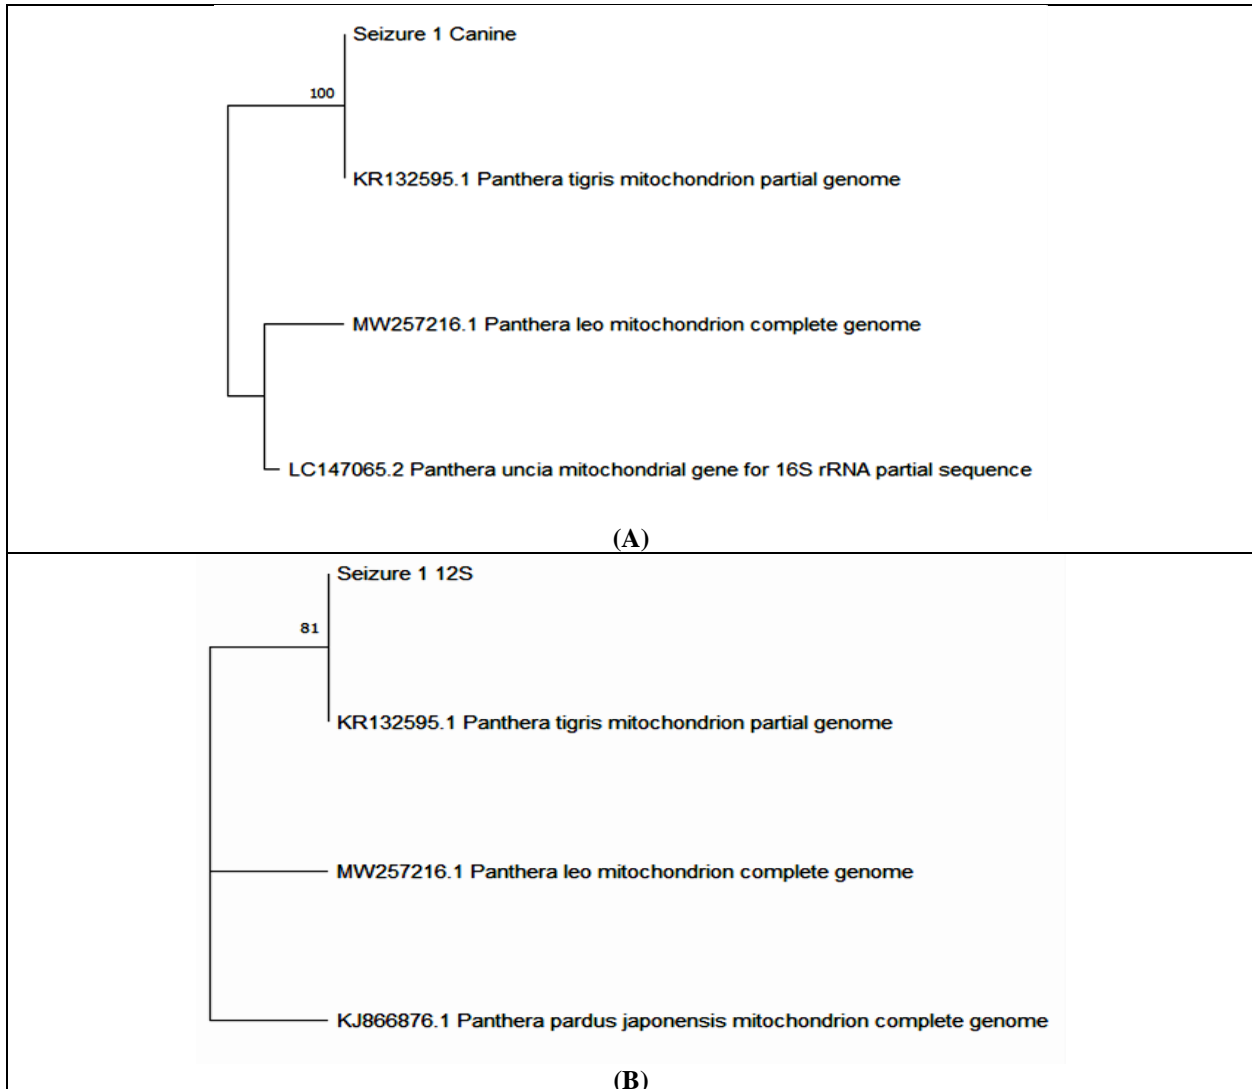 Seizure 1 Canine
100
KR132595.1 Panthera tigris mitochondrion partial genome
MW257216.1 Panthera leo mitochondrion complete genome
LC147065.2 Panthera uncia mitochondrial gene for 16S rRNA partial sequence
(A)
Seizure 1 12S
81
KR132595.1 Panthera tigris mitochondrion partial genome
MW257216.1 Panthera leo mitochondrion complete genome
KJ866876.1 Panthera pardus japonensis mitochondrion complete genome
(B)